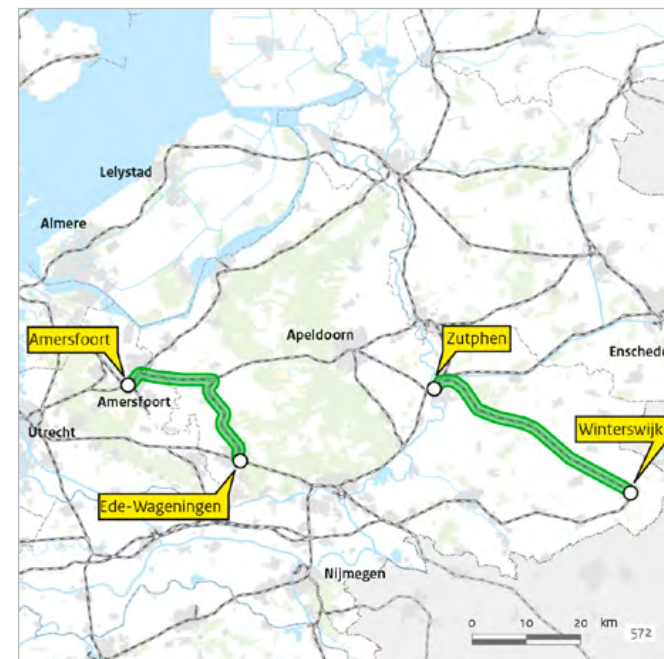 Lelystad
Almere
Apeldoorn
Amersfoort
Zutphen
Enschede
Amersfoort
Utrecht
Winterswijk
Ede-Wageningen
Nijmegen
0 10 20 km
572